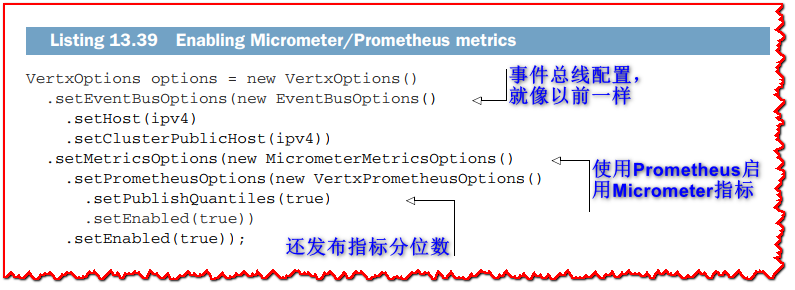 Listing 13.39 Enabling Micrometer/Prometheus metrics
VertxOptions options = new VertxOptions()
.setEventBusOptions(new EventBusOptions()
.setHost(ipv4)
.setClusterPublicHost(ipv4))
.setMetricsOptions(new MicrometerMetricsOptions()
.setPrometheusOptions(new VertxPrometheusOptions()
.setPublishQuantiles(true)
.setEnabled(true))
.setEnabled(true));
事件总线配置，
就像以前一样
使用Prometheus启
用Micrometer指标
还发布指标分位数